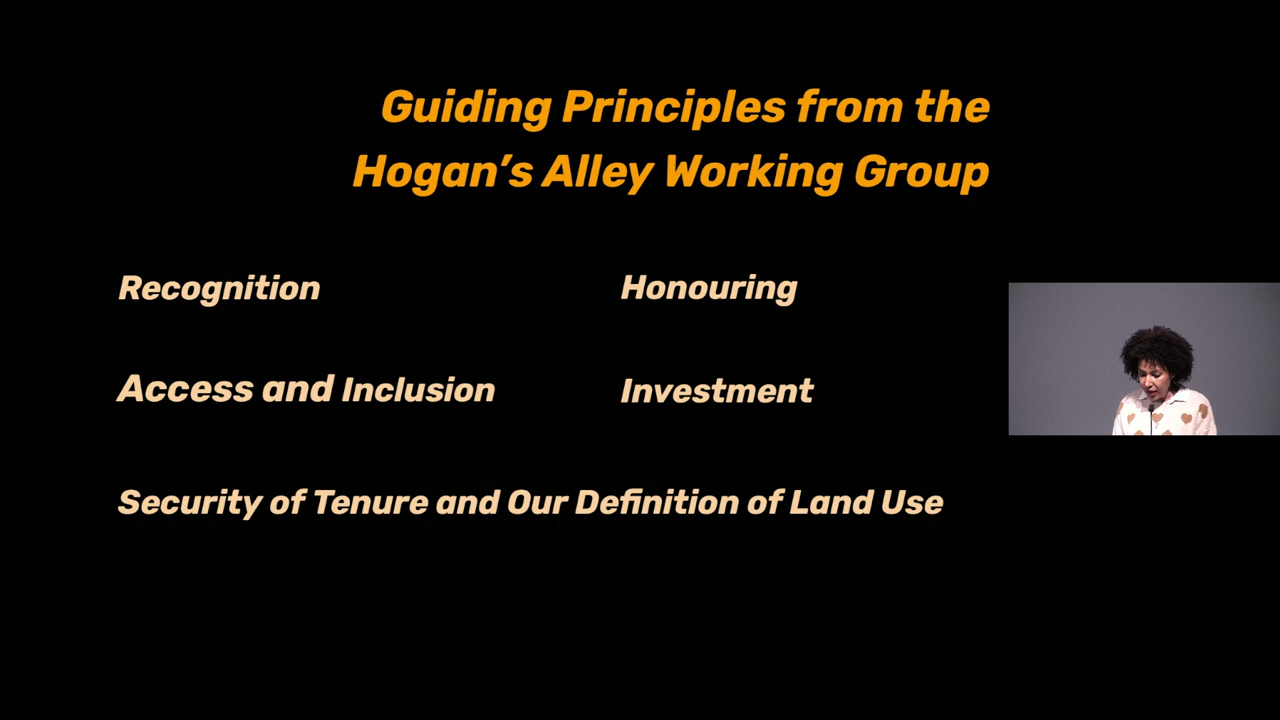 Guiding Principles from the
Hogan’s Alley Working Group
Recognition
Honouring
Access and Inclusion
Investment
Security of Tenure and Our Definition of Land Use